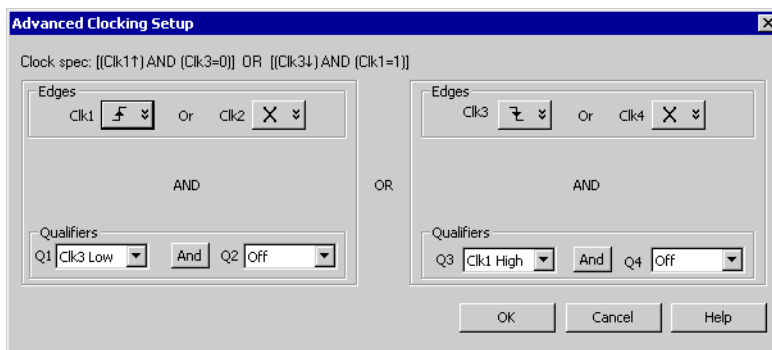 Advanced Clocking Setup
Clock spec: [(Clk1↑) AND (Clk3=0)] OR [(Clk3↓) AND (Clk1=1)]
Edges
Clk1 Or Clk2 X
AND
Qualifiers
Q1 Clk3 Low And Q2 Off
OR
Edges
Clk3 Or Clk4 X
AND
Qualifiers
Q3 Clk1 High And Q4 Off
OK Cancel Help